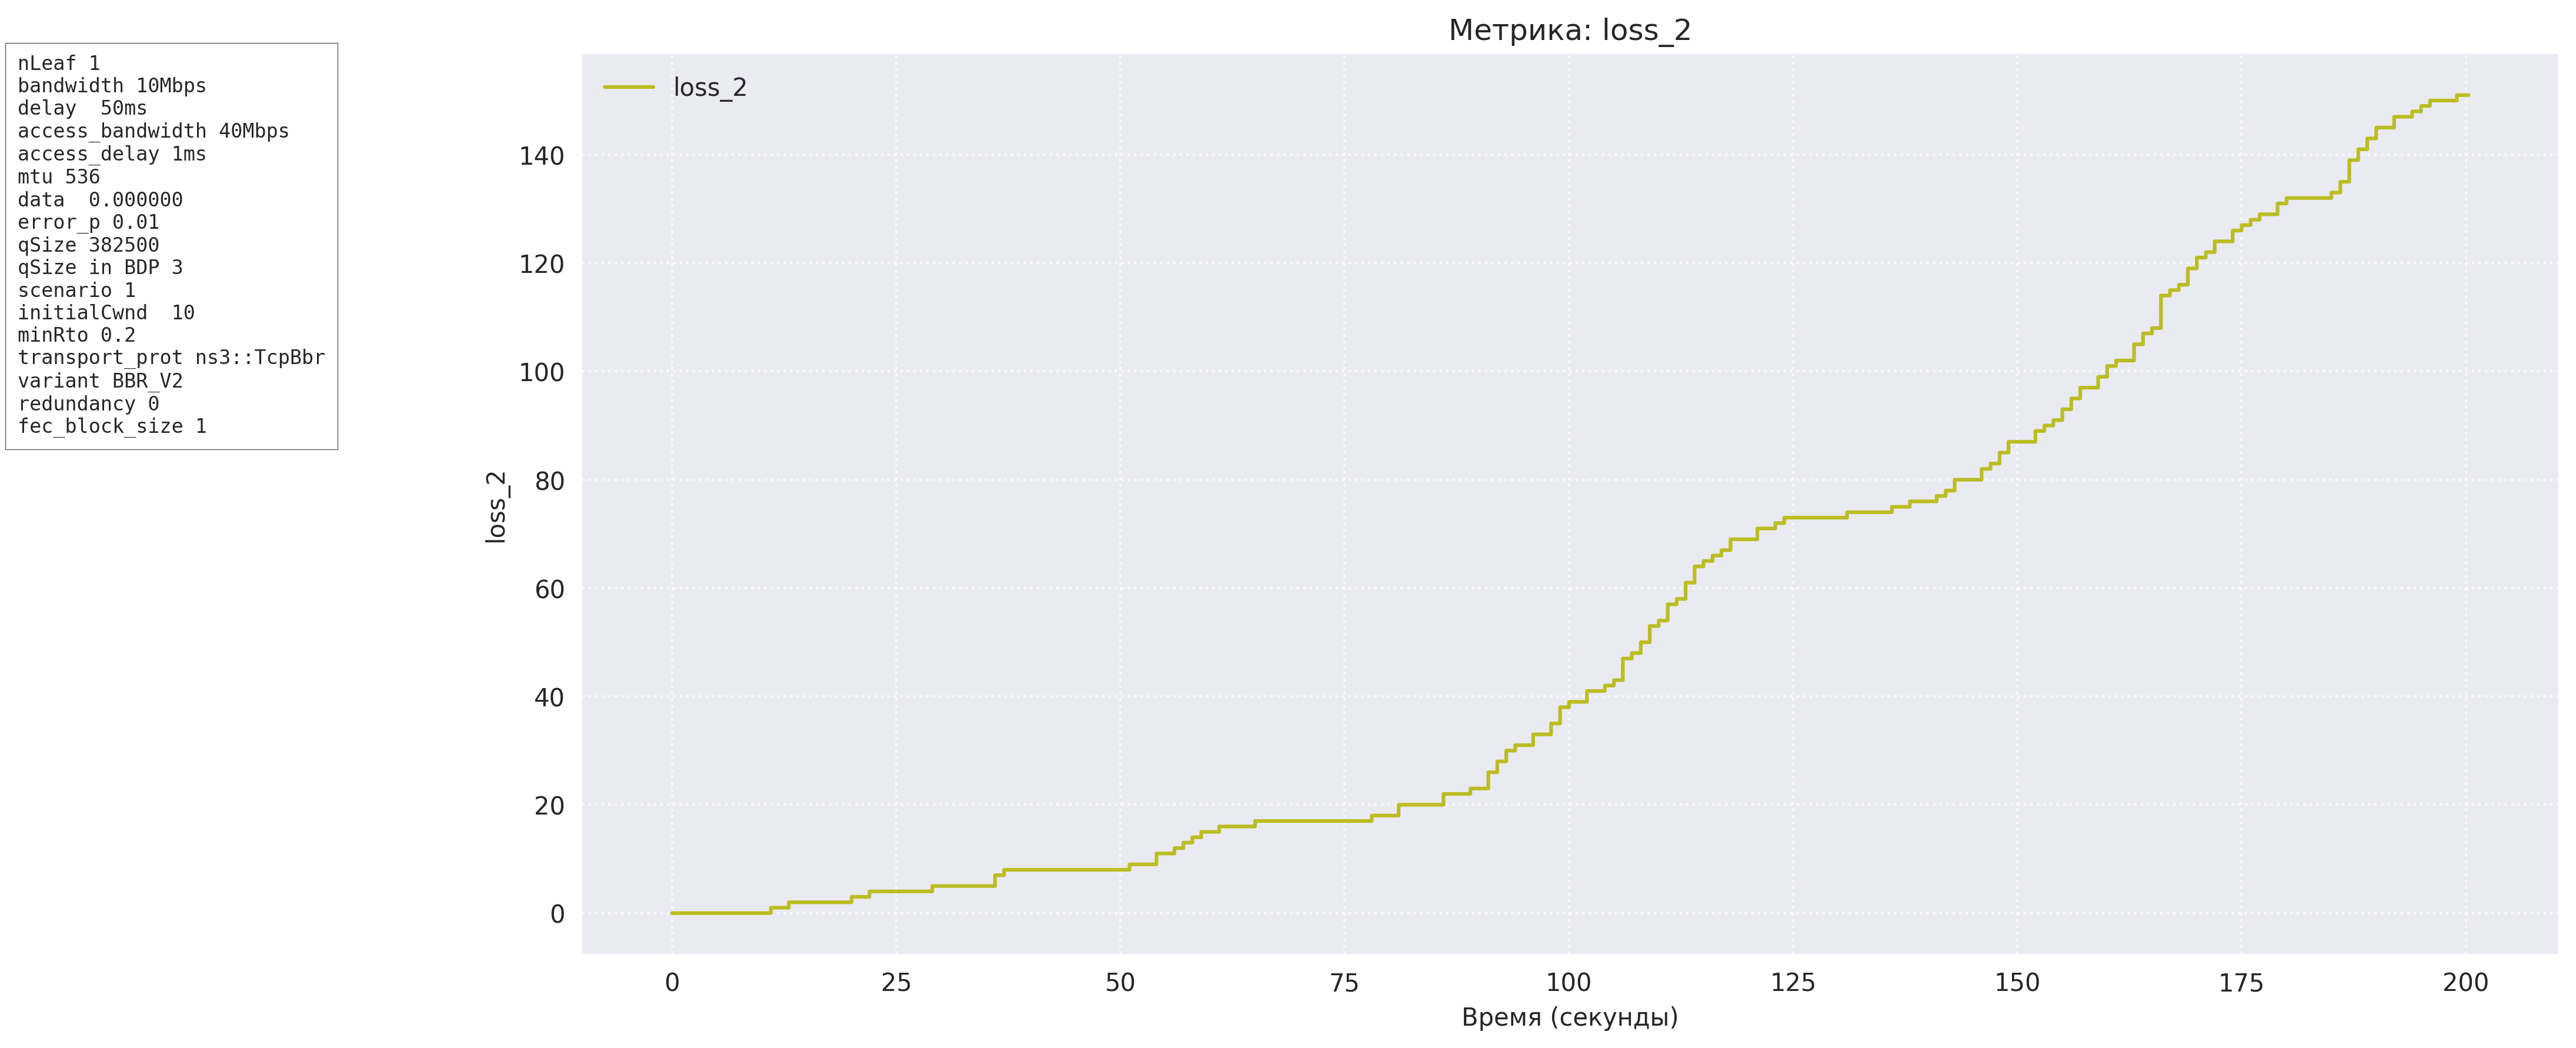 nLeaf 1
bandwidth 10Mbps
delay  50ms
access_bandwidth 40Mbps
access_delay 1ms
mtu 536
data  0.000000
error_p 0.01
qSize 382500
qSize in BDP 3
scenario 1
initialCwnd  10
minRto 0.2
transport_prot ns3::TcpBbr
variant BBR_V2
redundancy 0
fec_block_size 1
Метрика: loss_2
loss_2
loss_2
140
120
100
80
60
40
20
0
0 25 50 75 100 125 150 175 200
Время (секунды)